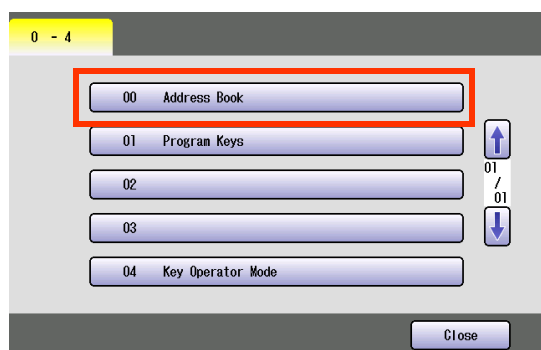 0 - 4
00 Address Book
01 Program Keys
02
03
04 Key Operator Mode
01
/
01
Close